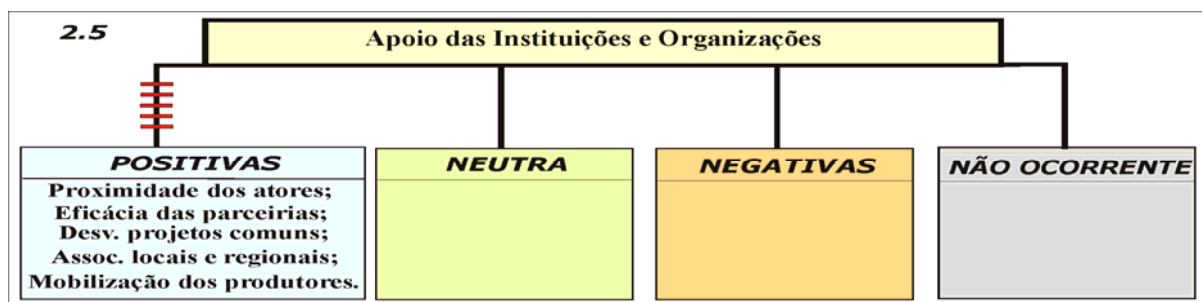 2.5
Apoio das Instituições e Organizações
POSITIVAS
Proximidade dos atores;
Eficácia das parceirias;
Desv. projetos comuns;
Assoc. locais e regionais;
Mobilização dos produtores.
NEUTRA
NEGATIVAS
NÃO OCORRENTE